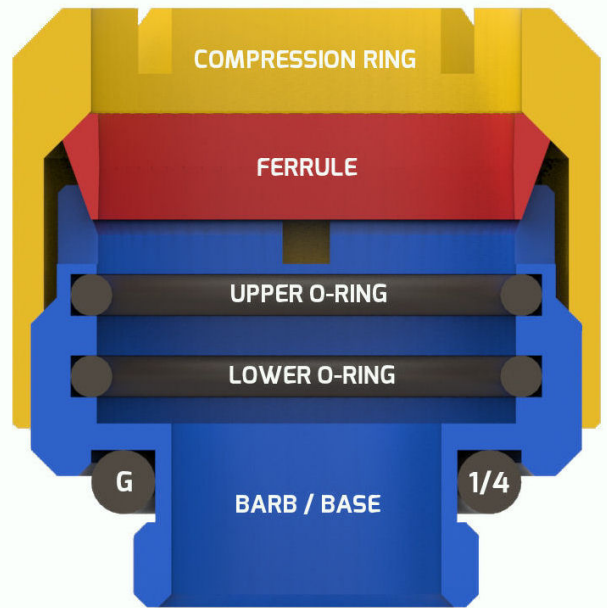 COMPRESSION RING
FERRULE
UPPER O-RING
LOWER O-RING
G 1/4
BARB / BASE